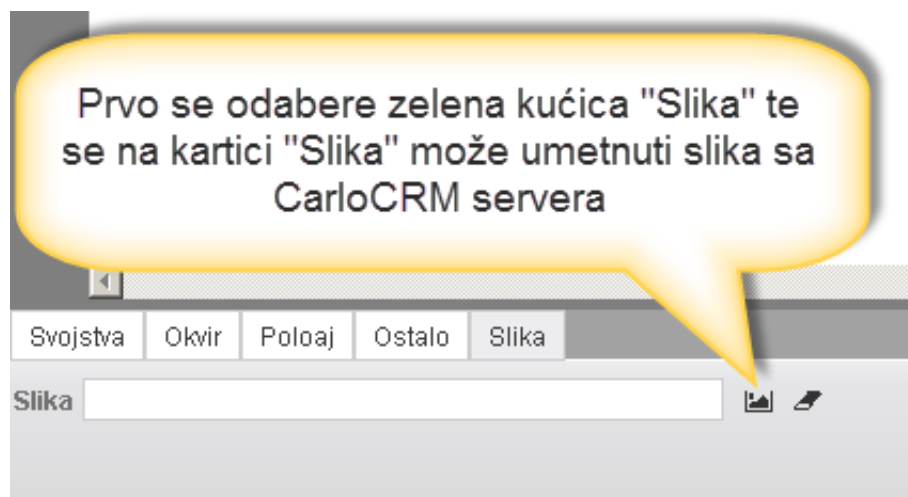 Prvo se odabere zelena kućica "Slika" te
se na kartici "Slika" može umetnuti slika sa
CarloCRM servera
Svojstva Okvir Poloaj Ostalo Slika
Slika